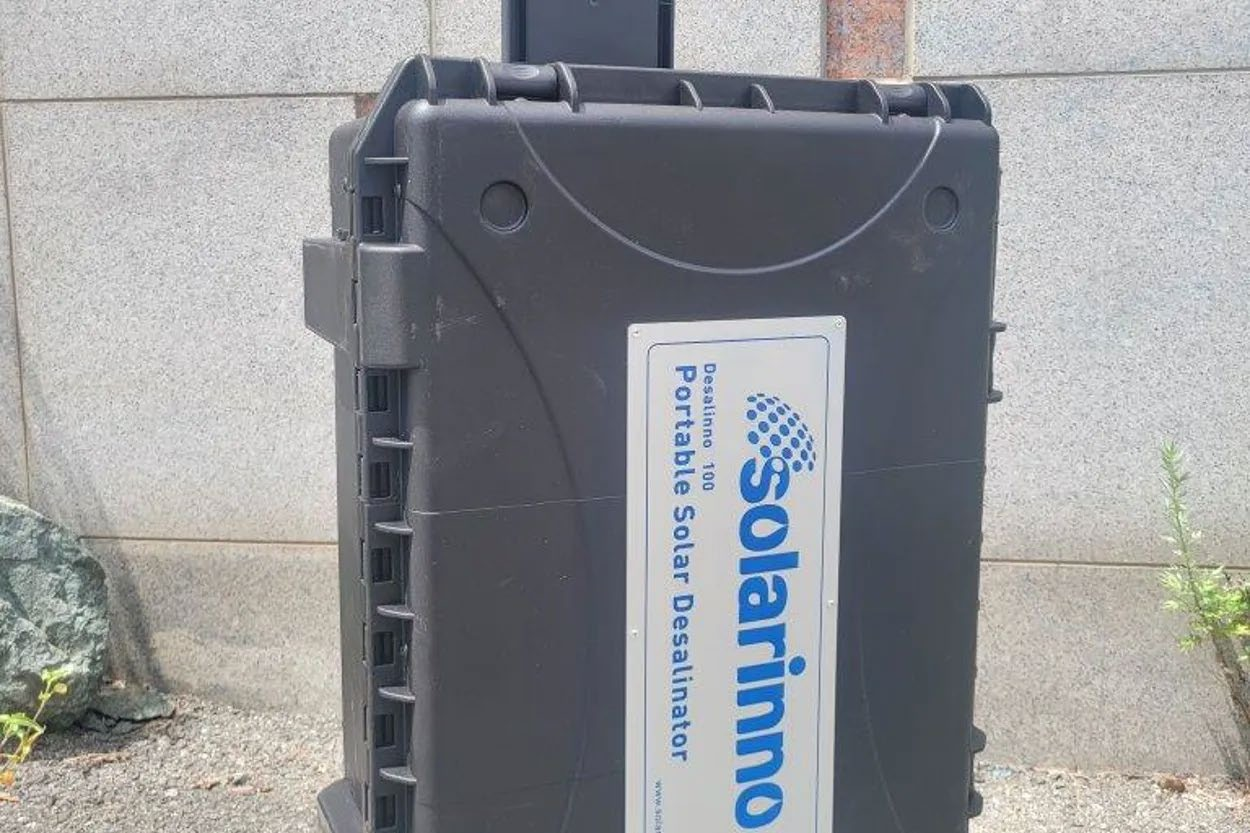 solarinno
Desalinno 100
Portable Solar Desalinator